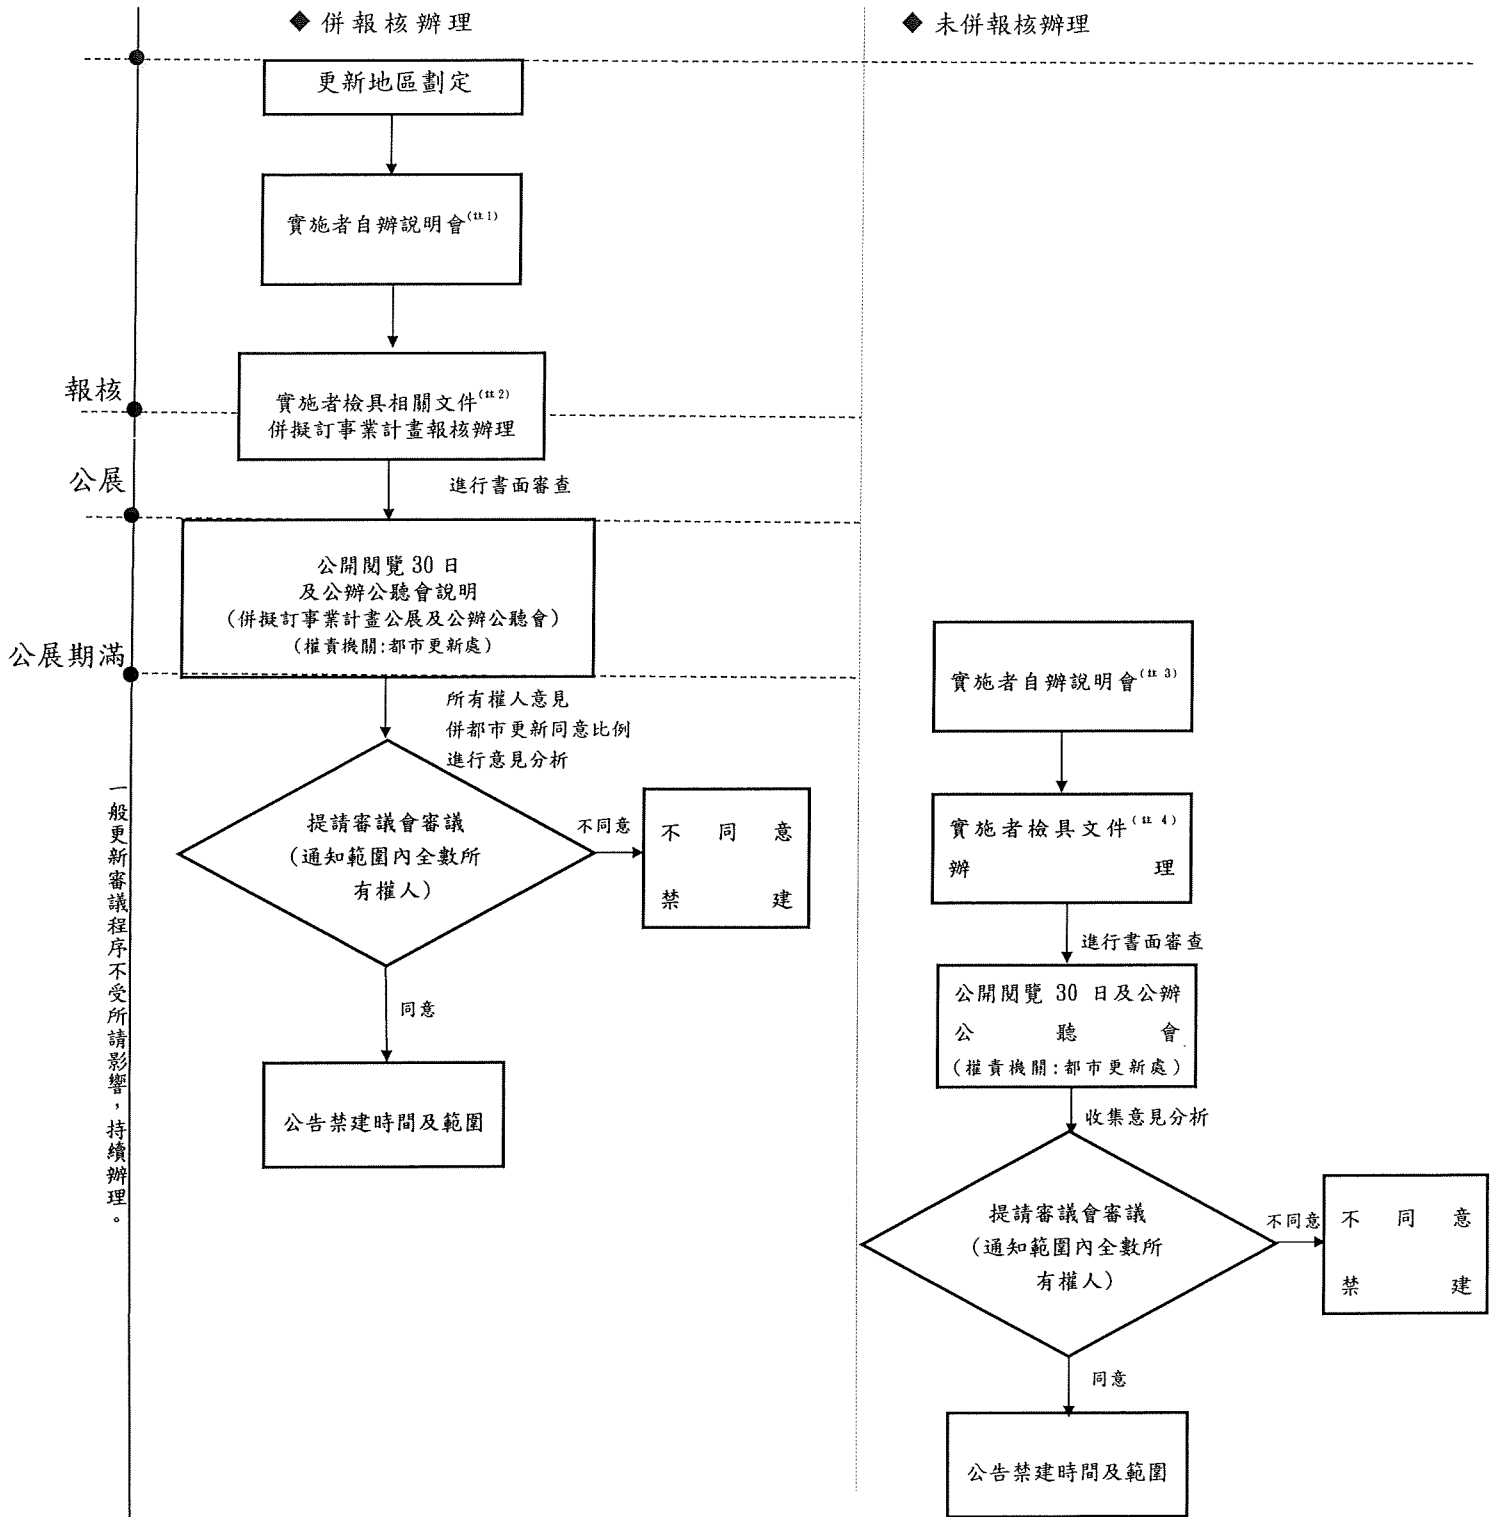 ◆ 併報核辦理
更新地區劃定
實施者自辦說明會(註1)
報核
實施者檢具相關文件(註2)
併擬訂事業計畫報核辦理
公展
進行書面審查
公開閱覽 30 日
及公辦公聽會說明
(併擬訂事業計畫公展及公辦公聽會)
(權責機關:都市更新處)
公展期滿
所有權人意見
併都市更新同意比例
進行意見分析
提請審議會審議
(通知範圍內全數所
有權人)
不同意
不 同 意
禁 建
同意
公告禁建時間及範圍
一般更新審議程序不受所請影響，持續辦理。
◆ 未併報核辦理
實施者自辦說明會(註 3)
實施者檢具文件(註 4)
辦 理
進行書面審查
公開閱覽 30 日及公辦
公 聽 會
(權責機關:都市更新處)
收集意見分析
提請審議會審議
(通知範圍內全數所
有權人)
不同意
不 同 意
禁 建
同意
公告禁建時間及範圍